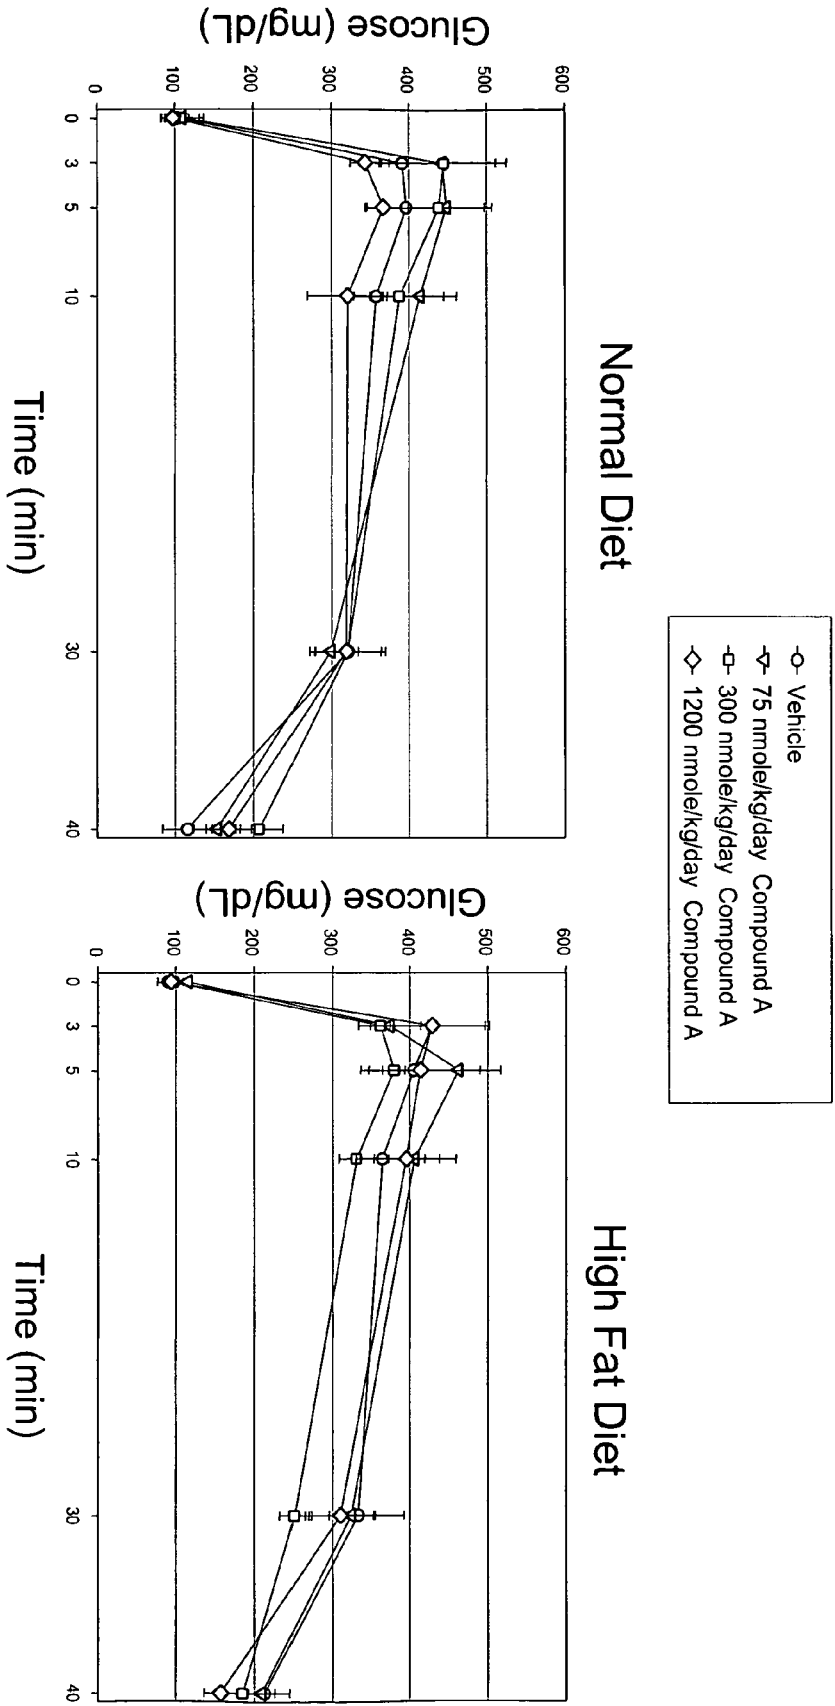 Vehicle
75 nmole/kg/day Compound A
300 nmole/kg/day Compound A
1200 nmole/kg/day Compound A
Normal Diet
Glucose (mg/dL)
600
500
400
300
200
100
0
0 3 5 10 30 40
Time (min)
High Fat Diet
Glucose (mg/dL)
600
500
400
300
200
100
0
0 3 5 10 30 40
Time (min)